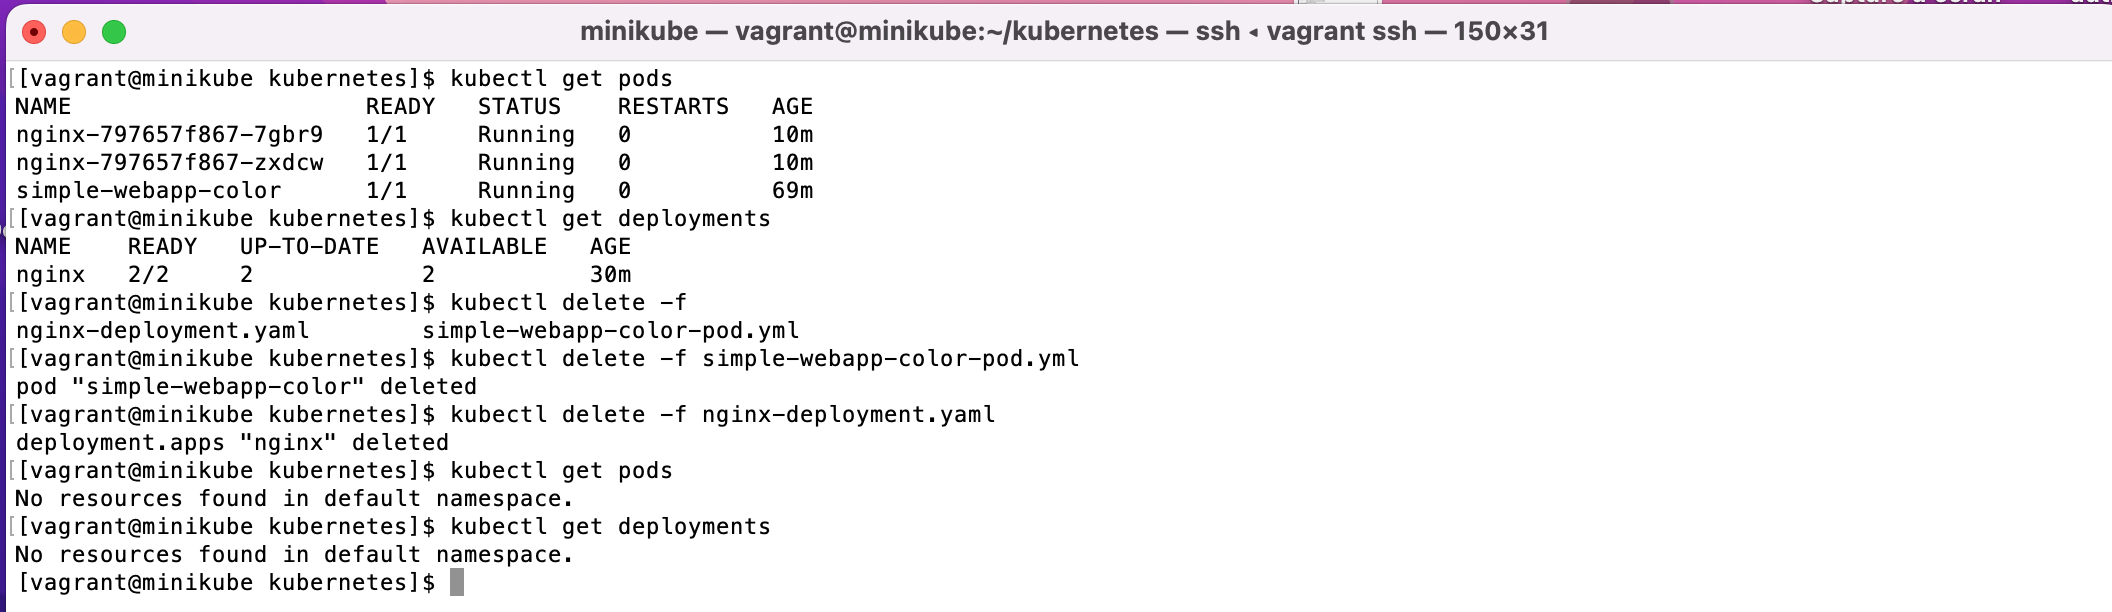 minikube — vagrant@minikube:~/kubernetes — ssh ◂ vagrant ssh — 150×31
[[vagrant@minikube kubernetes]$ kubectl get pods
NAME                     READY   STATUS    RESTARTS   AGE
nginx-797657f867-7gbr9   1/1     Running   0          10m
nginx-797657f867-zxdcw   1/1     Running   0          10m
simple-webapp-color      1/1     Running   0          69m
[[vagrant@minikube kubernetes]$ kubectl get deployments
NAME    READY   UP-TO-DATE   AVAILABLE   AGE
nginx   2/2     2            2           30m
[[vagrant@minikube kubernetes]$ kubectl delete -f
nginx-deployment.yaml        simple-webapp-color-pod.yml
[[vagrant@minikube kubernetes]$ kubectl delete -f simple-webapp-color-pod.yml
pod "simple-webapp-color" deleted
[[vagrant@minikube kubernetes]$ kubectl delete -f nginx-deployment.yaml
deployment.apps "nginx" deleted
[[vagrant@minikube kubernetes]$ kubectl get pods
No resources found in default namespace.
[[vagrant@minikube kubernetes]$ kubectl get deployments
No resources found in default namespace.
[vagrant@minikube kubernetes]$